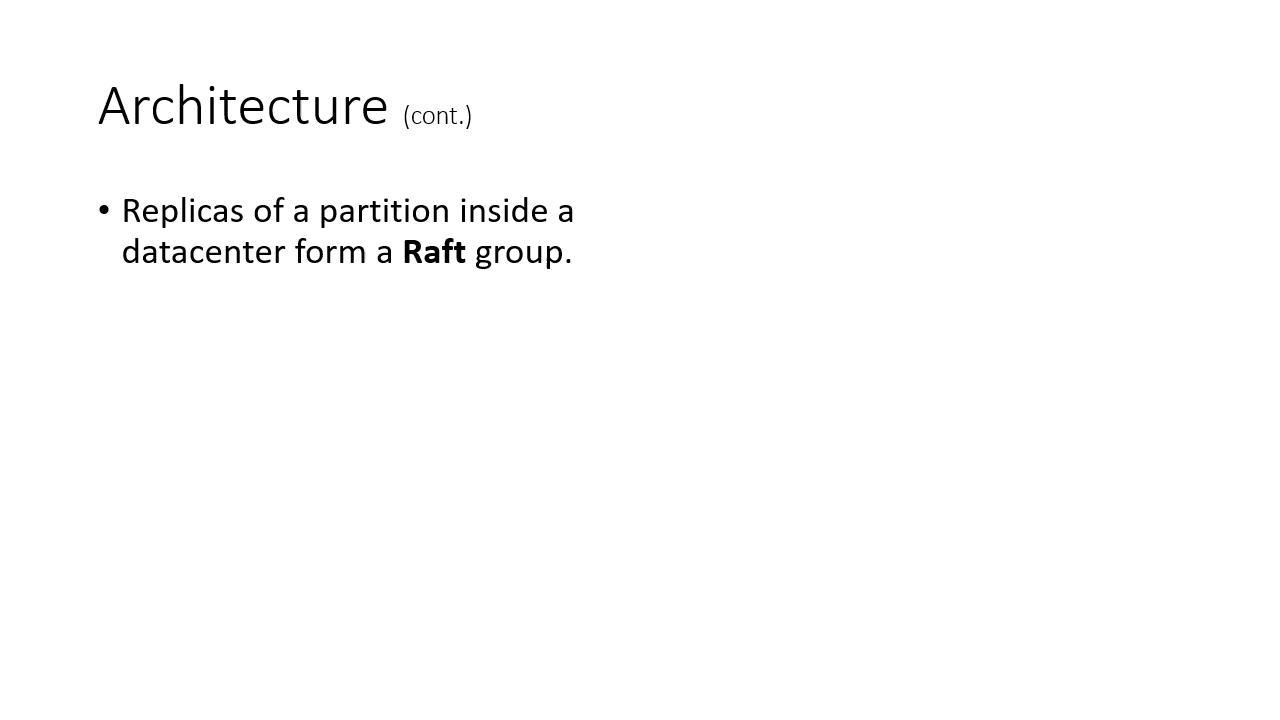 Architecture (cont.)
• Replicas of a partition inside a
datacenter form a Raft group.